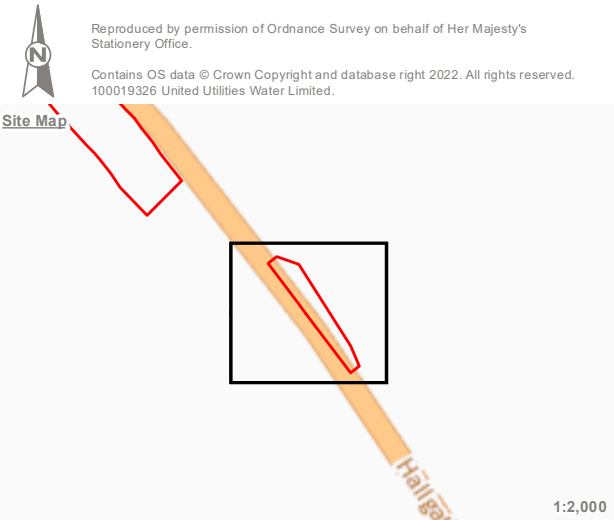 Reproduced by permission of Ordnance Survey on behalf of Her Majesty's
Stationery Office.
Contains OS data © Crown Copyright and database right 2022. All rights reserved.
100019326 United Utilities Water Limited.
N
Site Map
1:2,000